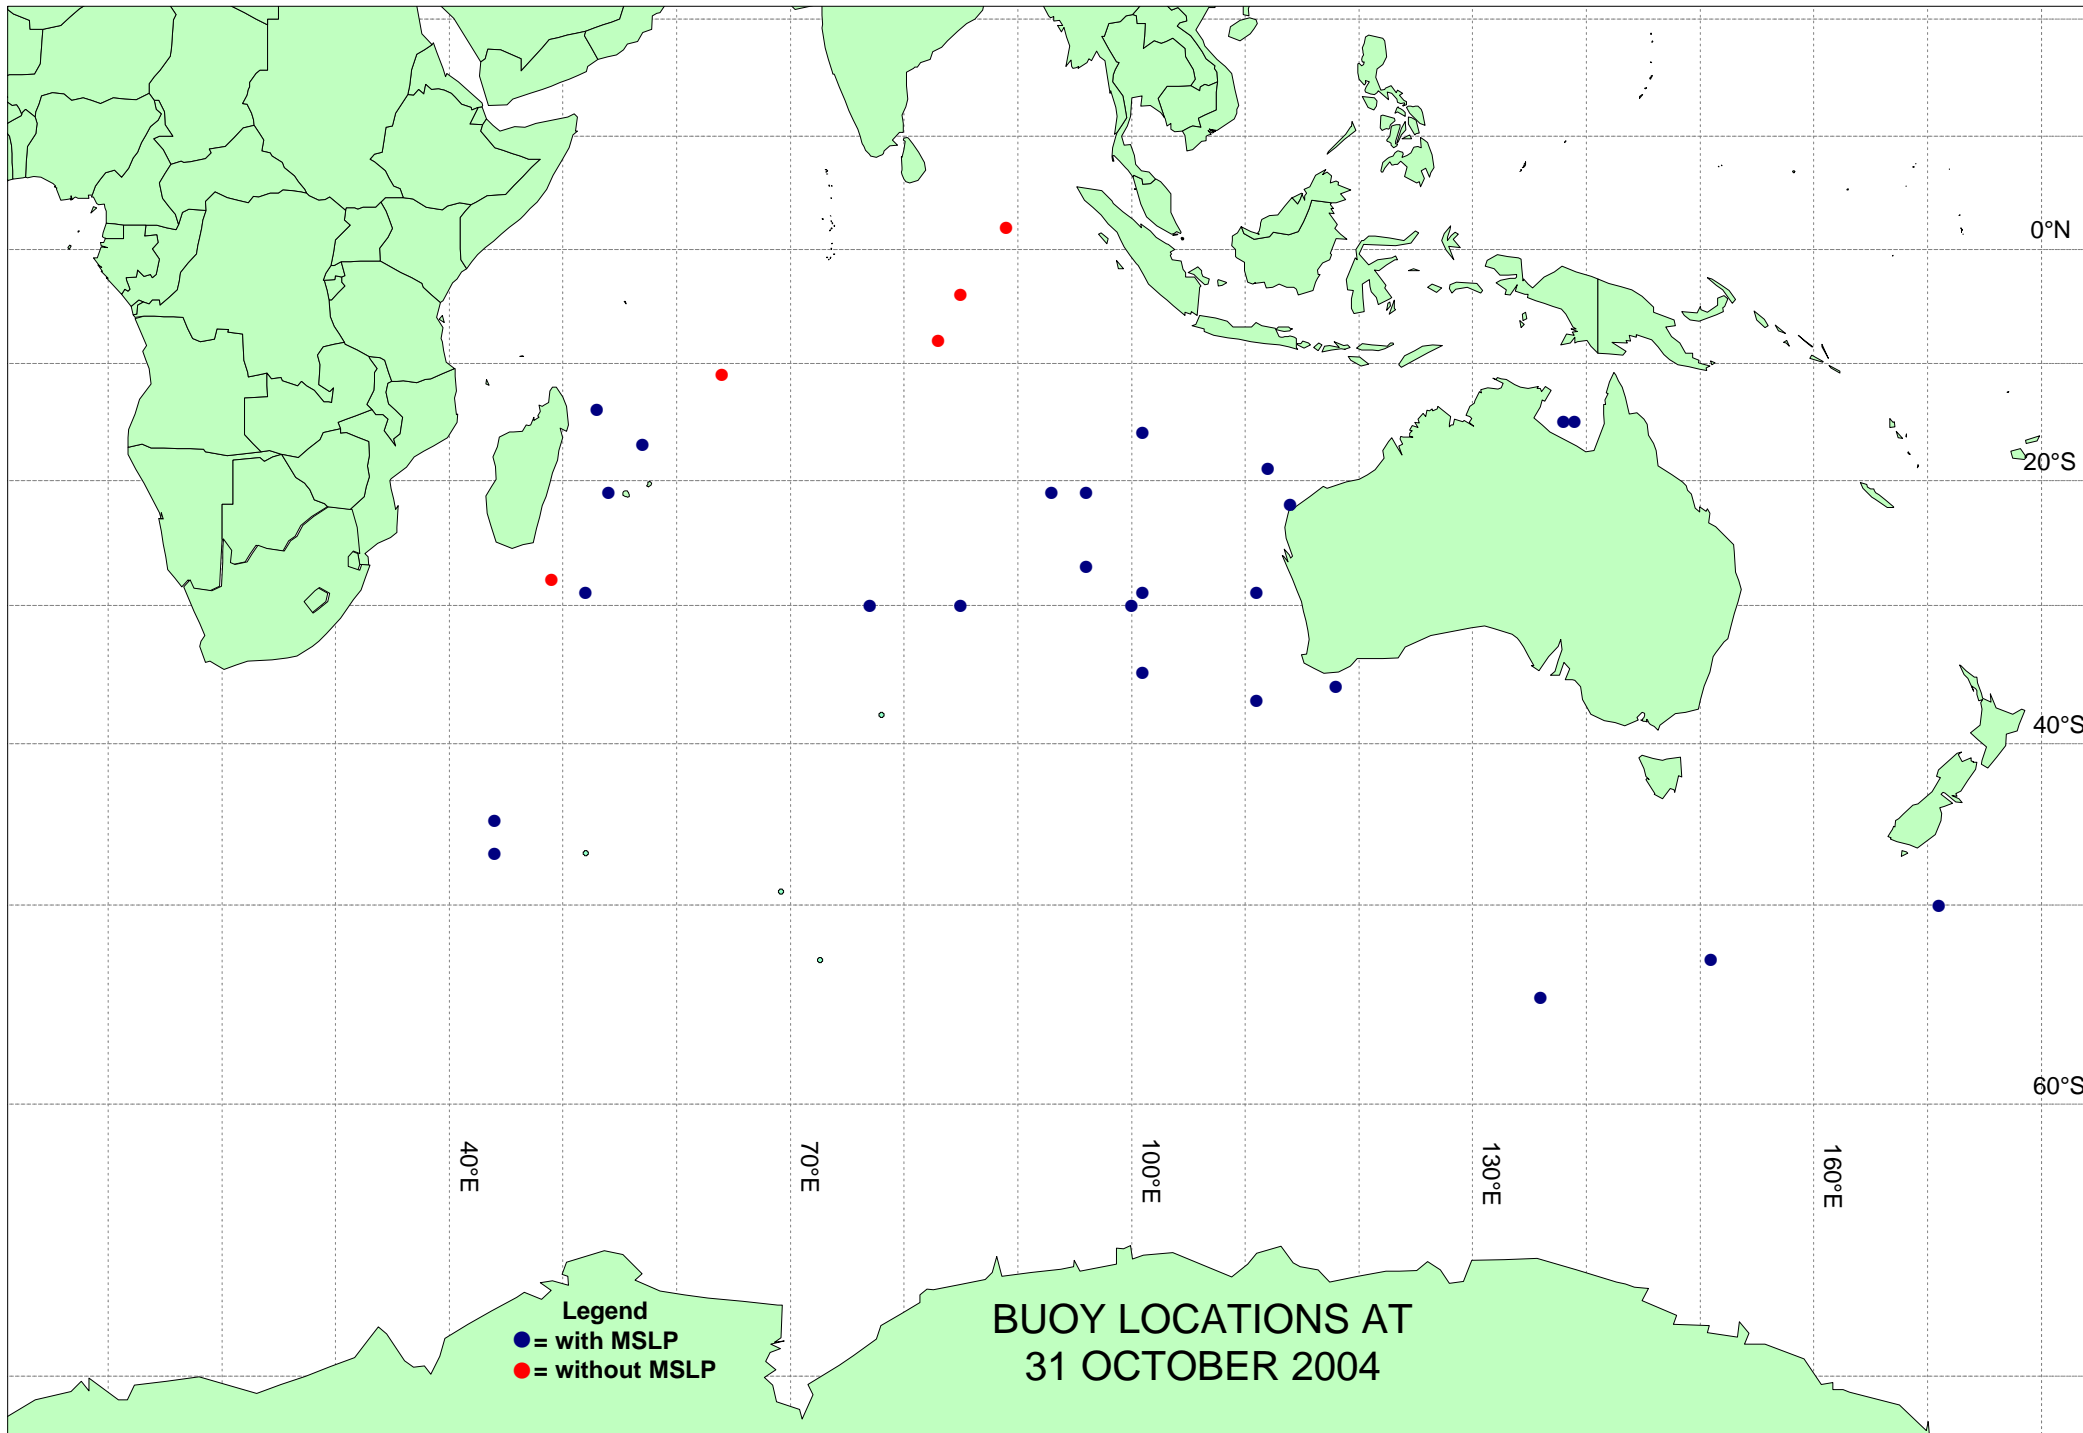 0°N
20°S
40°S
60°S
40°E
70°E
100°E
130°E
160°E
Legend
= with MSLP
= without MSLP
BUOY LOCATIONS AT
31 OCTOBER 2004